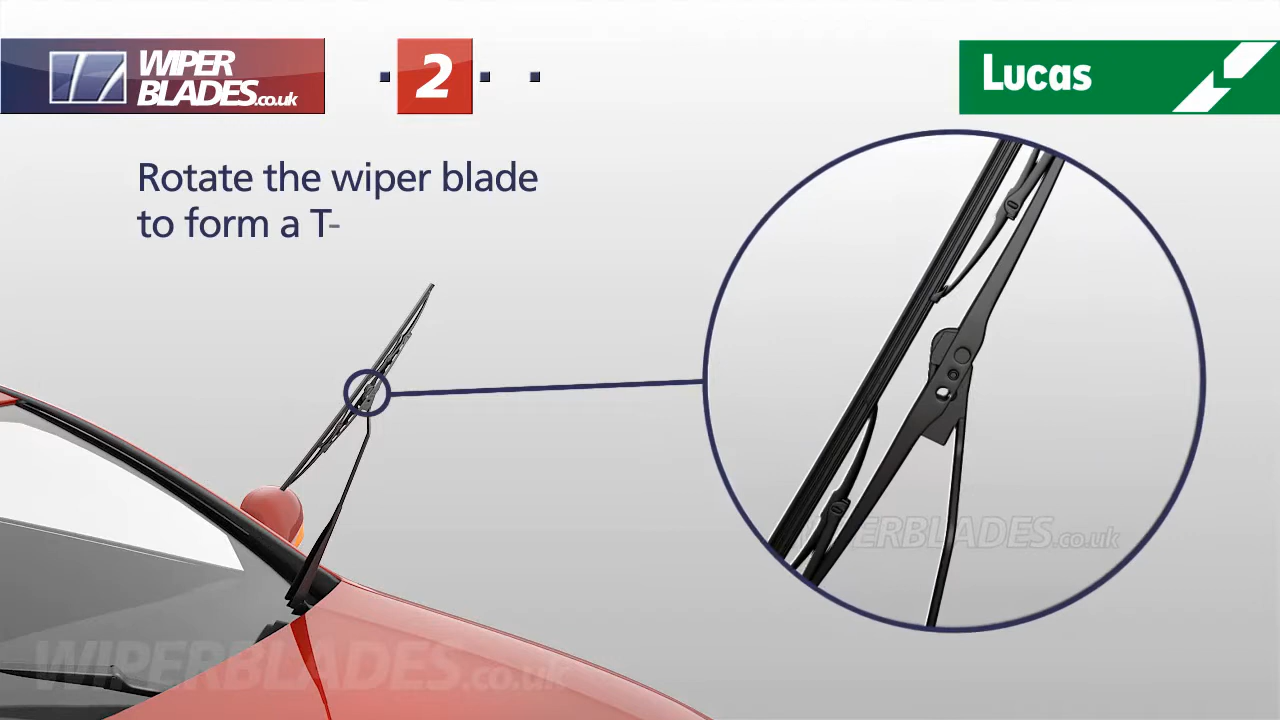 WIPER
BLADES.co.uk
2
Lucas
Rotate the wiper blade
to form a T-
WIPERBLADES.co.uk
WIPERBLADES.co.uk